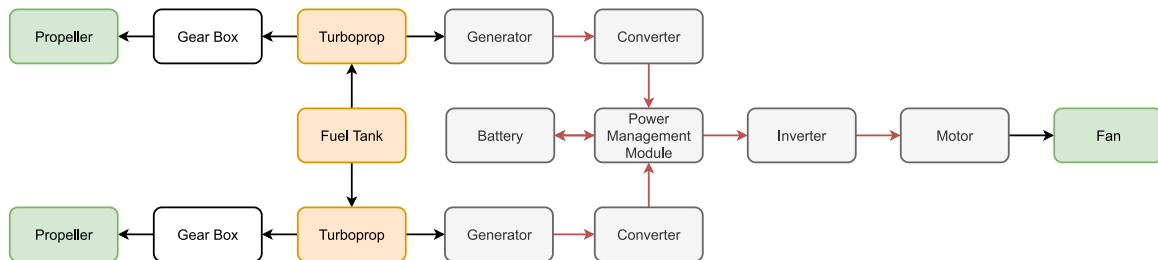 Propeller
Gear Box
Turboprop
Generator
Converter
Fuel Tank
Battery
Power
Management
Module
Inverter
Motor
Fan
Propeller
Gear Box
Turboprop
Generator
Converter